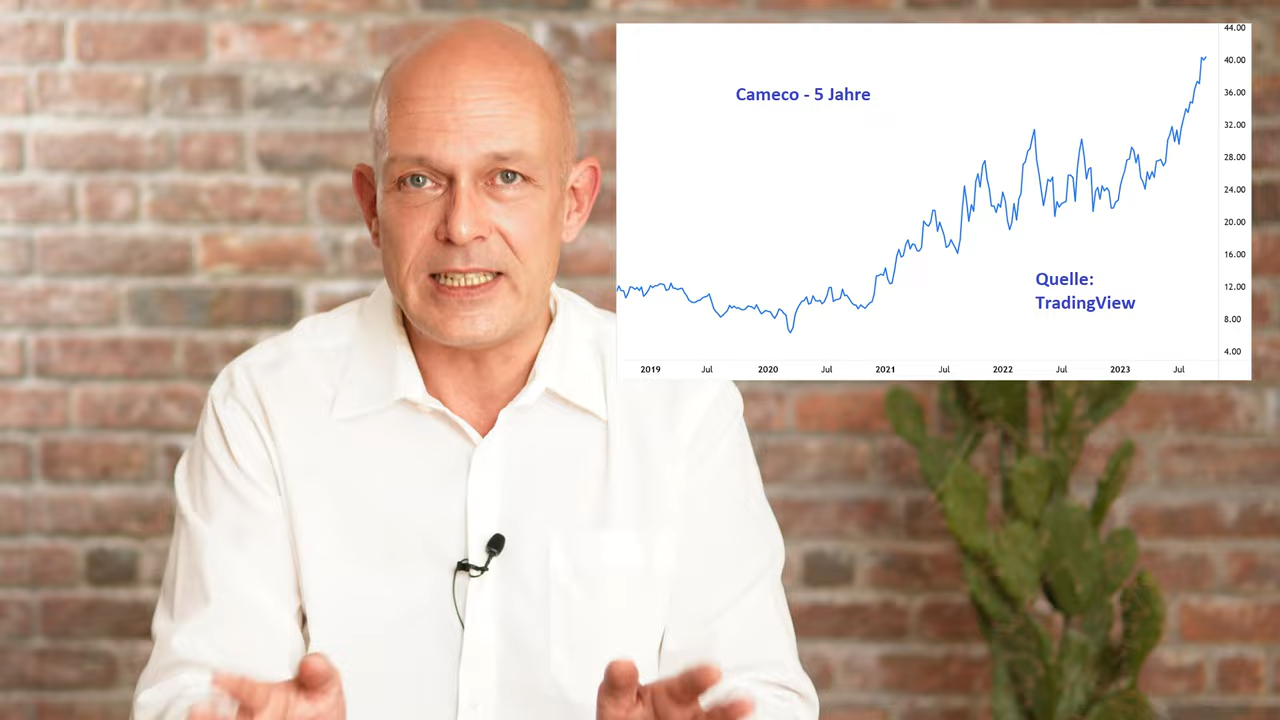 Cameco - 5 Jahre
Quelle:
TradingView
44.00
40.00
36.00
32.00
28.00
24.00
20.00
16.00
12.00
8.00
4.00
2019 Jul 2020 Jul 2021 Jul 2022 Jul 2023 Jul